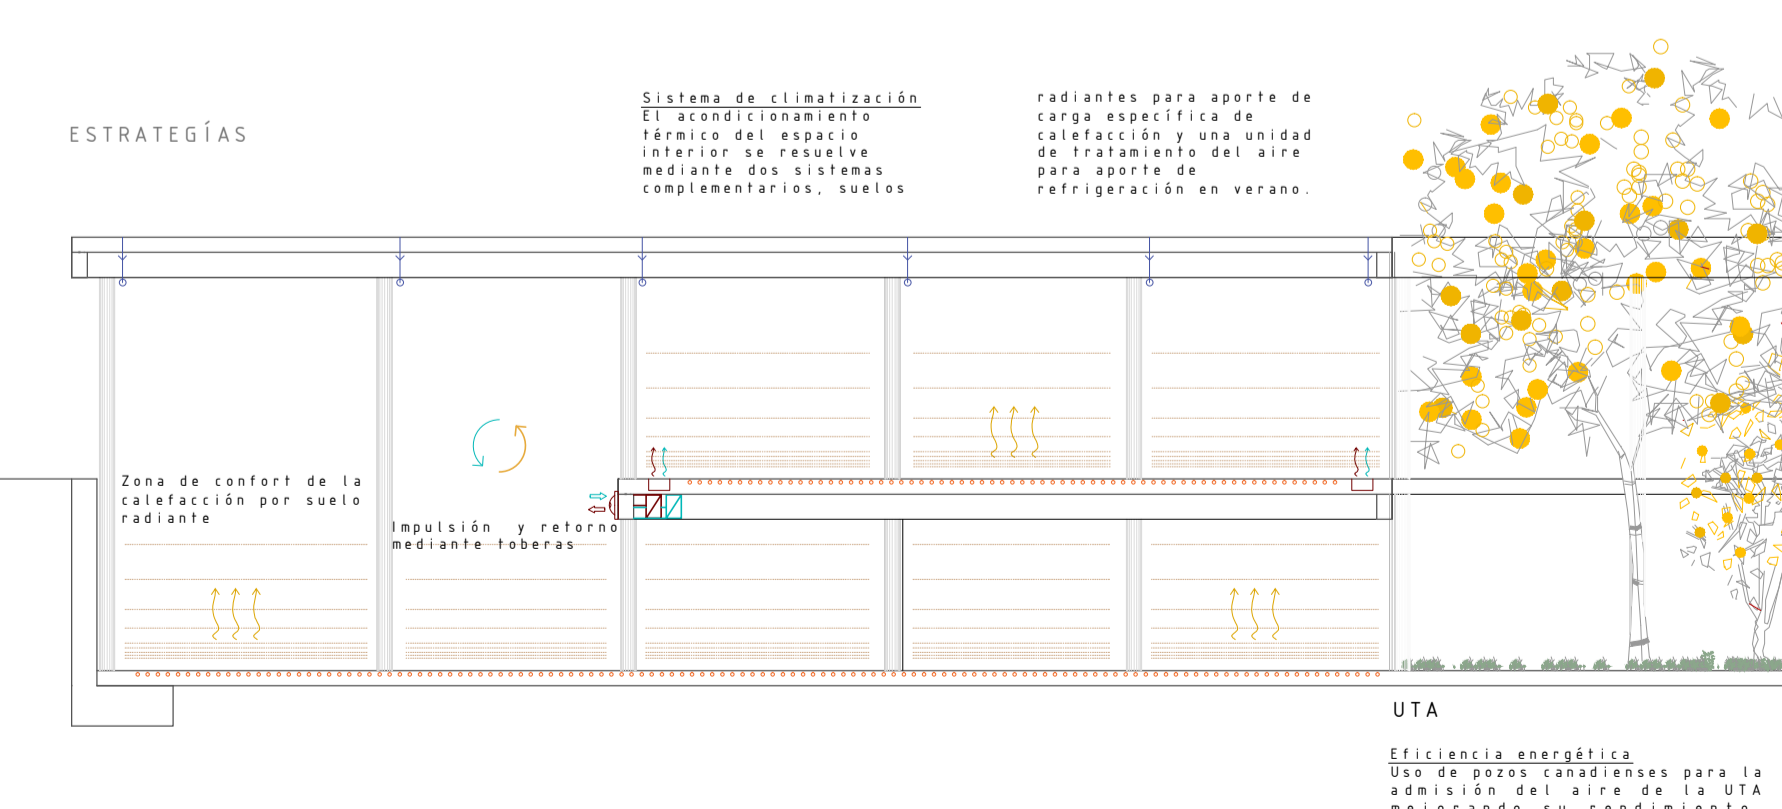 ESTRATEGÍAS
Sistema de climatización
El acondicionamiento
térmico del espacio
interior se resuelve
mediante dos sistemas
complementarios, suelos
radiantes para aporte de
carga específica de
calefacción y una unidad
de tratamiento del aire
para aporte de
refrigeración en verano.
Zona de confort de la
calefacción por suelo
radiante
Impulsión y retorno
mediante toberas
UTA
Eficiencia energética
Uso de pozos canadienses para la
admisión del aire de la UTA
mejorando su rendimiento